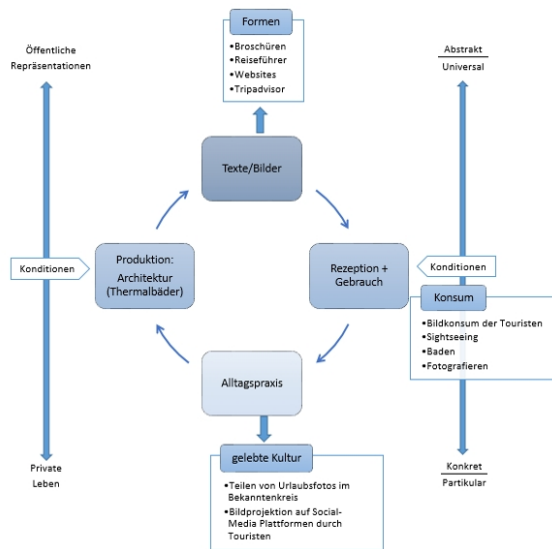 Formen
•Broschüren
•Reiseführer
•Websites
•Tripadvisor
Öffentliche
Repräsentationen
Abstrakt
Universal
Texte/Bilder
Konditionen
Produktion:
Architektur
(Thermalbäder)
Rezeption +
Gebrauch
Konditionen
Konsum
•Bildkonsum der Touristen
•Sightseeing
•Baden
•Fotografieren
Alltagspraxis
gelebte Kultur
•Teilen von Urlaubsfotos im
Bekanntenkreis
•Bildprojektion auf Social-
Media Plattformen durch
Touristen
Private
Leben
Konkret
Partikular